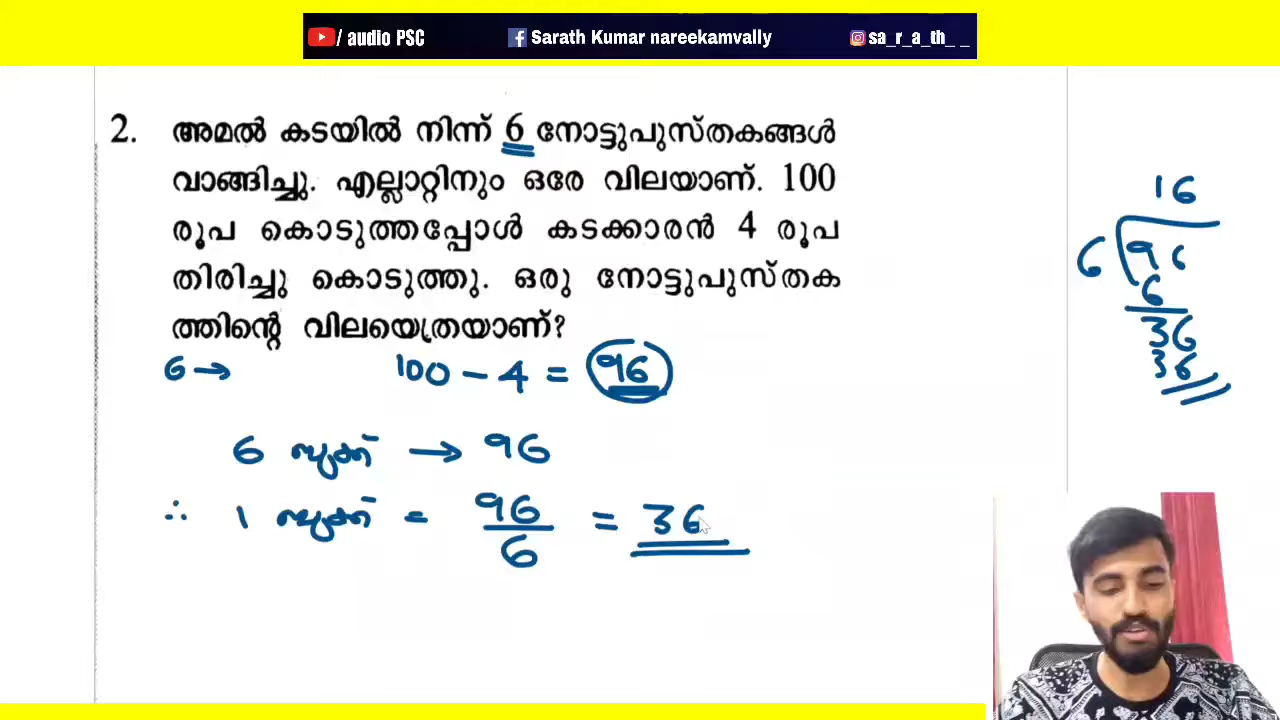 / audio PSC
Sarath Kumar nareekamvally
sa_r_a_th_ _
2. അമൽ കടയിൽ നിന്ന് 6 നോട്ടുപുസ്തകങ്ങൾ
വാങ്ങിച്ചു. എല്ലാറ്റിനും ഒരേ വിലയാണ്. 100
രൂപ കൊടുത്തപ്പോൾ കടക്കാരൻ 4 രൂപ
തിരിച്ചു കൊടുത്തു. ഒരു നോട്ടുപുസ്തക
ത്തിന്റെ വിലയെത്രയാണ്?
6 → 100 - 4 = 96
6 ബുക്ക് → 96
∴ 1 ബുക്ക് = 96/6 = 36
16
6 96
6
36
36